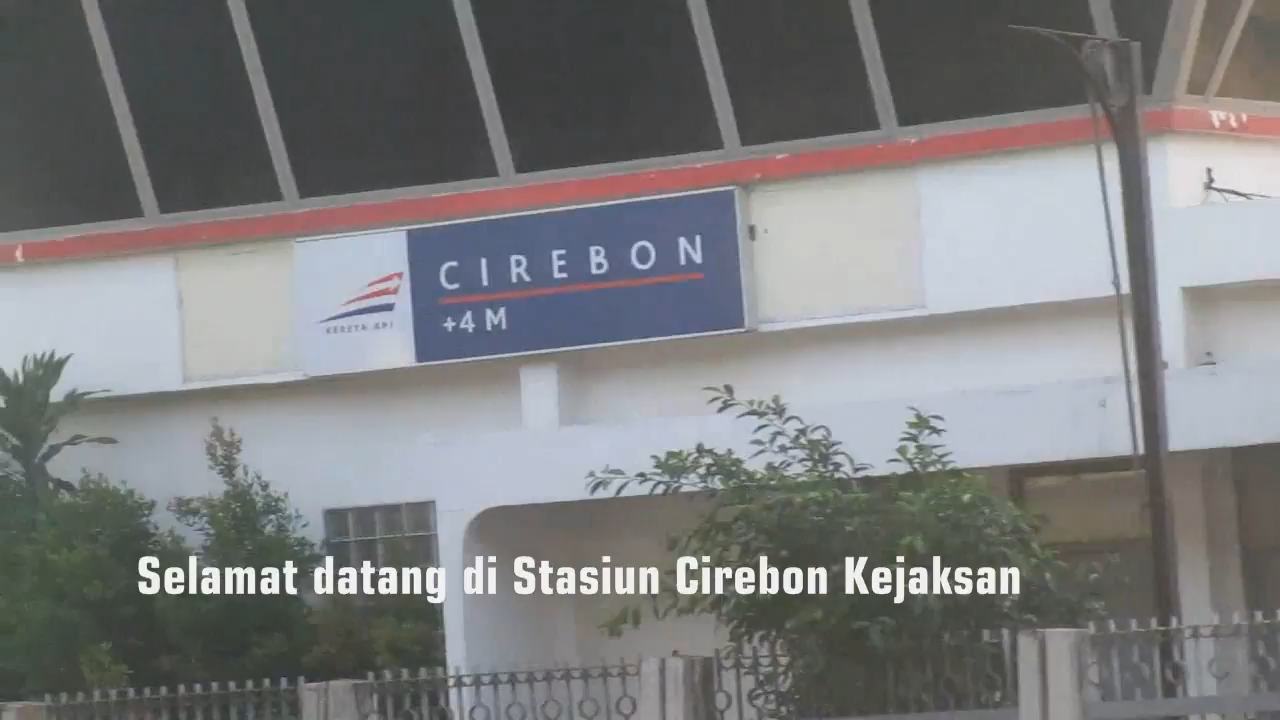 CIREBON
+4 M
KERETA API
Selamat datang di Stasiun Cirebon Kejaksan